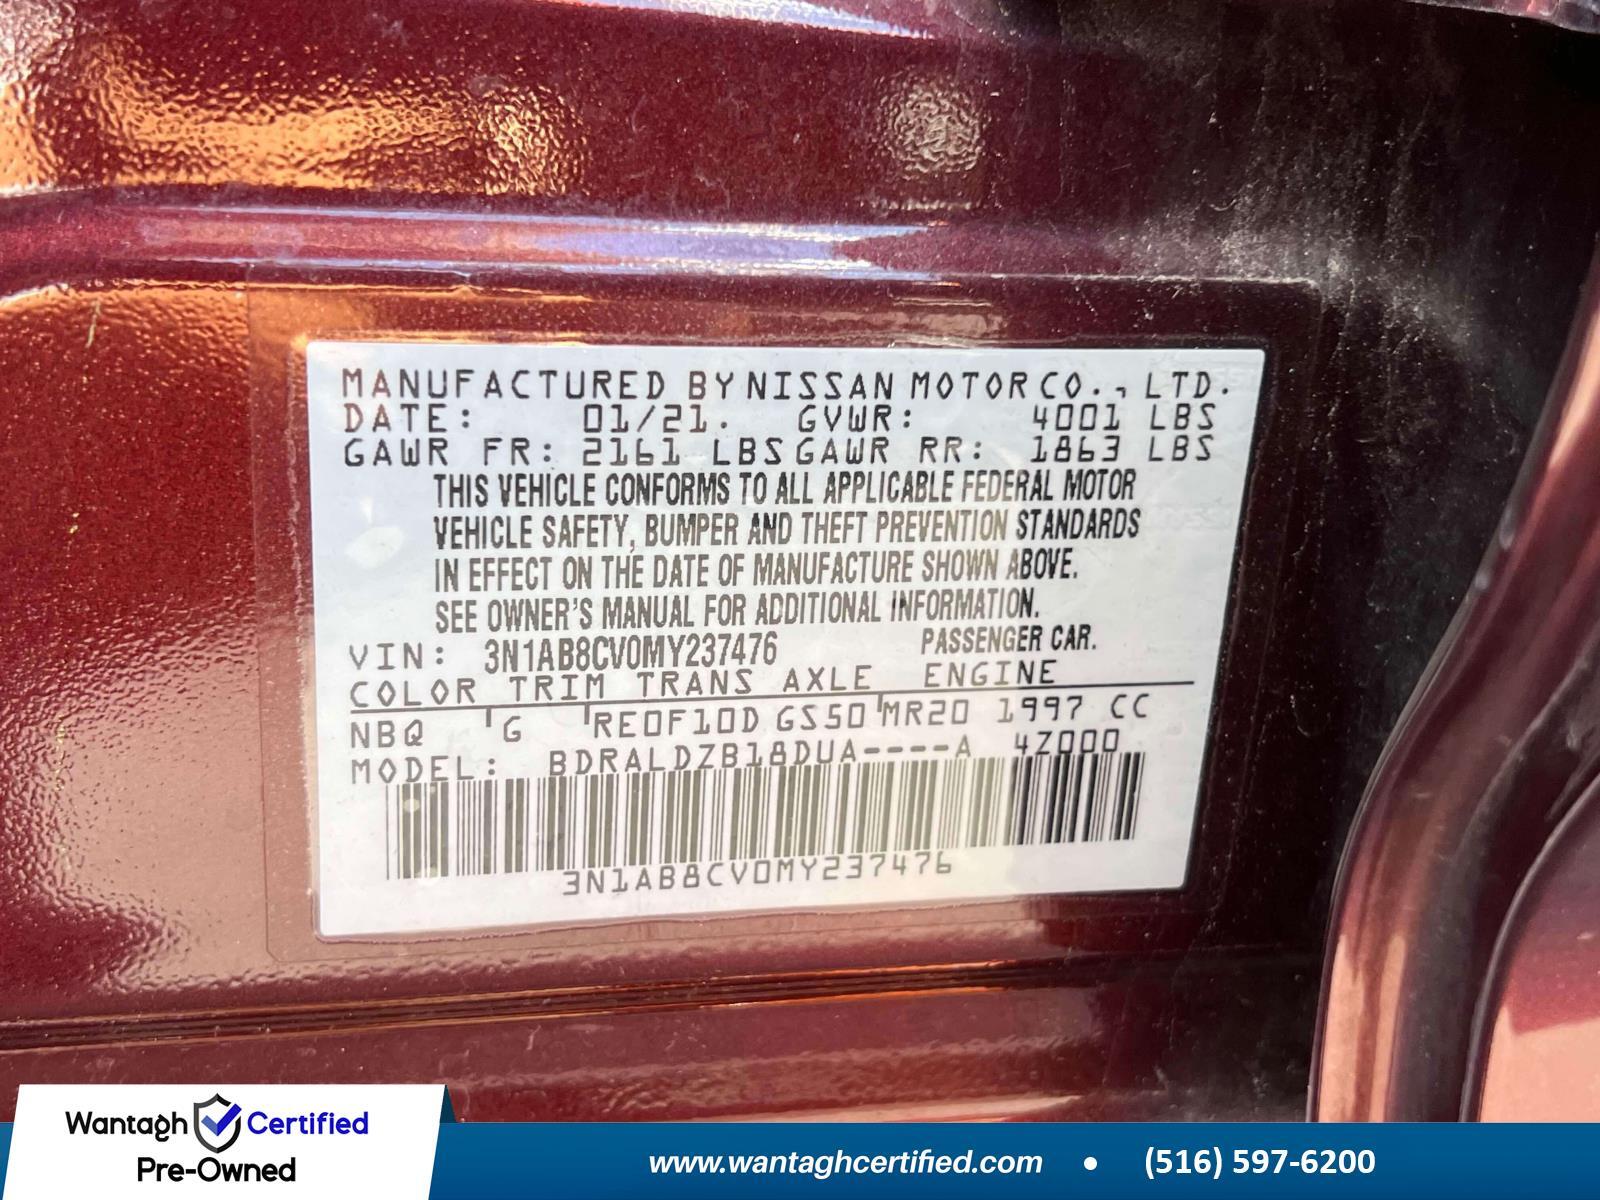 MANUFACTURED BY NISSAN MOTOR CO., LTD.
DATE: 01/21. GVWR: 4001 LBS
GAWR FR: 2161 LBS GAWR RR: 1863 LBS
THIS VEHICLE CONFORMS TO ALL APPLICABLE FEDERAL MOTOR
VEHICLE SAFETY, BUMPER AND THEFT PREVENTION STANDARDS
IN EFFECT ON THE DATE OF MANUFACTURE SHOWN ABOVE.
SEE OWNER'S MANUAL FOR ADDITIONAL INFORMATION.
VIN: 3N1AB8CV0MY237476 PASSENGER CAR.
COLOR TRIM TRANS AXLE ENGINE
NBQ G RE0F10D GS50 MR20 1997 CC
MODEL: BDRALDZB18DUA----A 4Z000
3N1AB8CV0MY237476
Wantagh Certified
Pre-Owned
www.wantaghcertified.com • (516) 597-6200